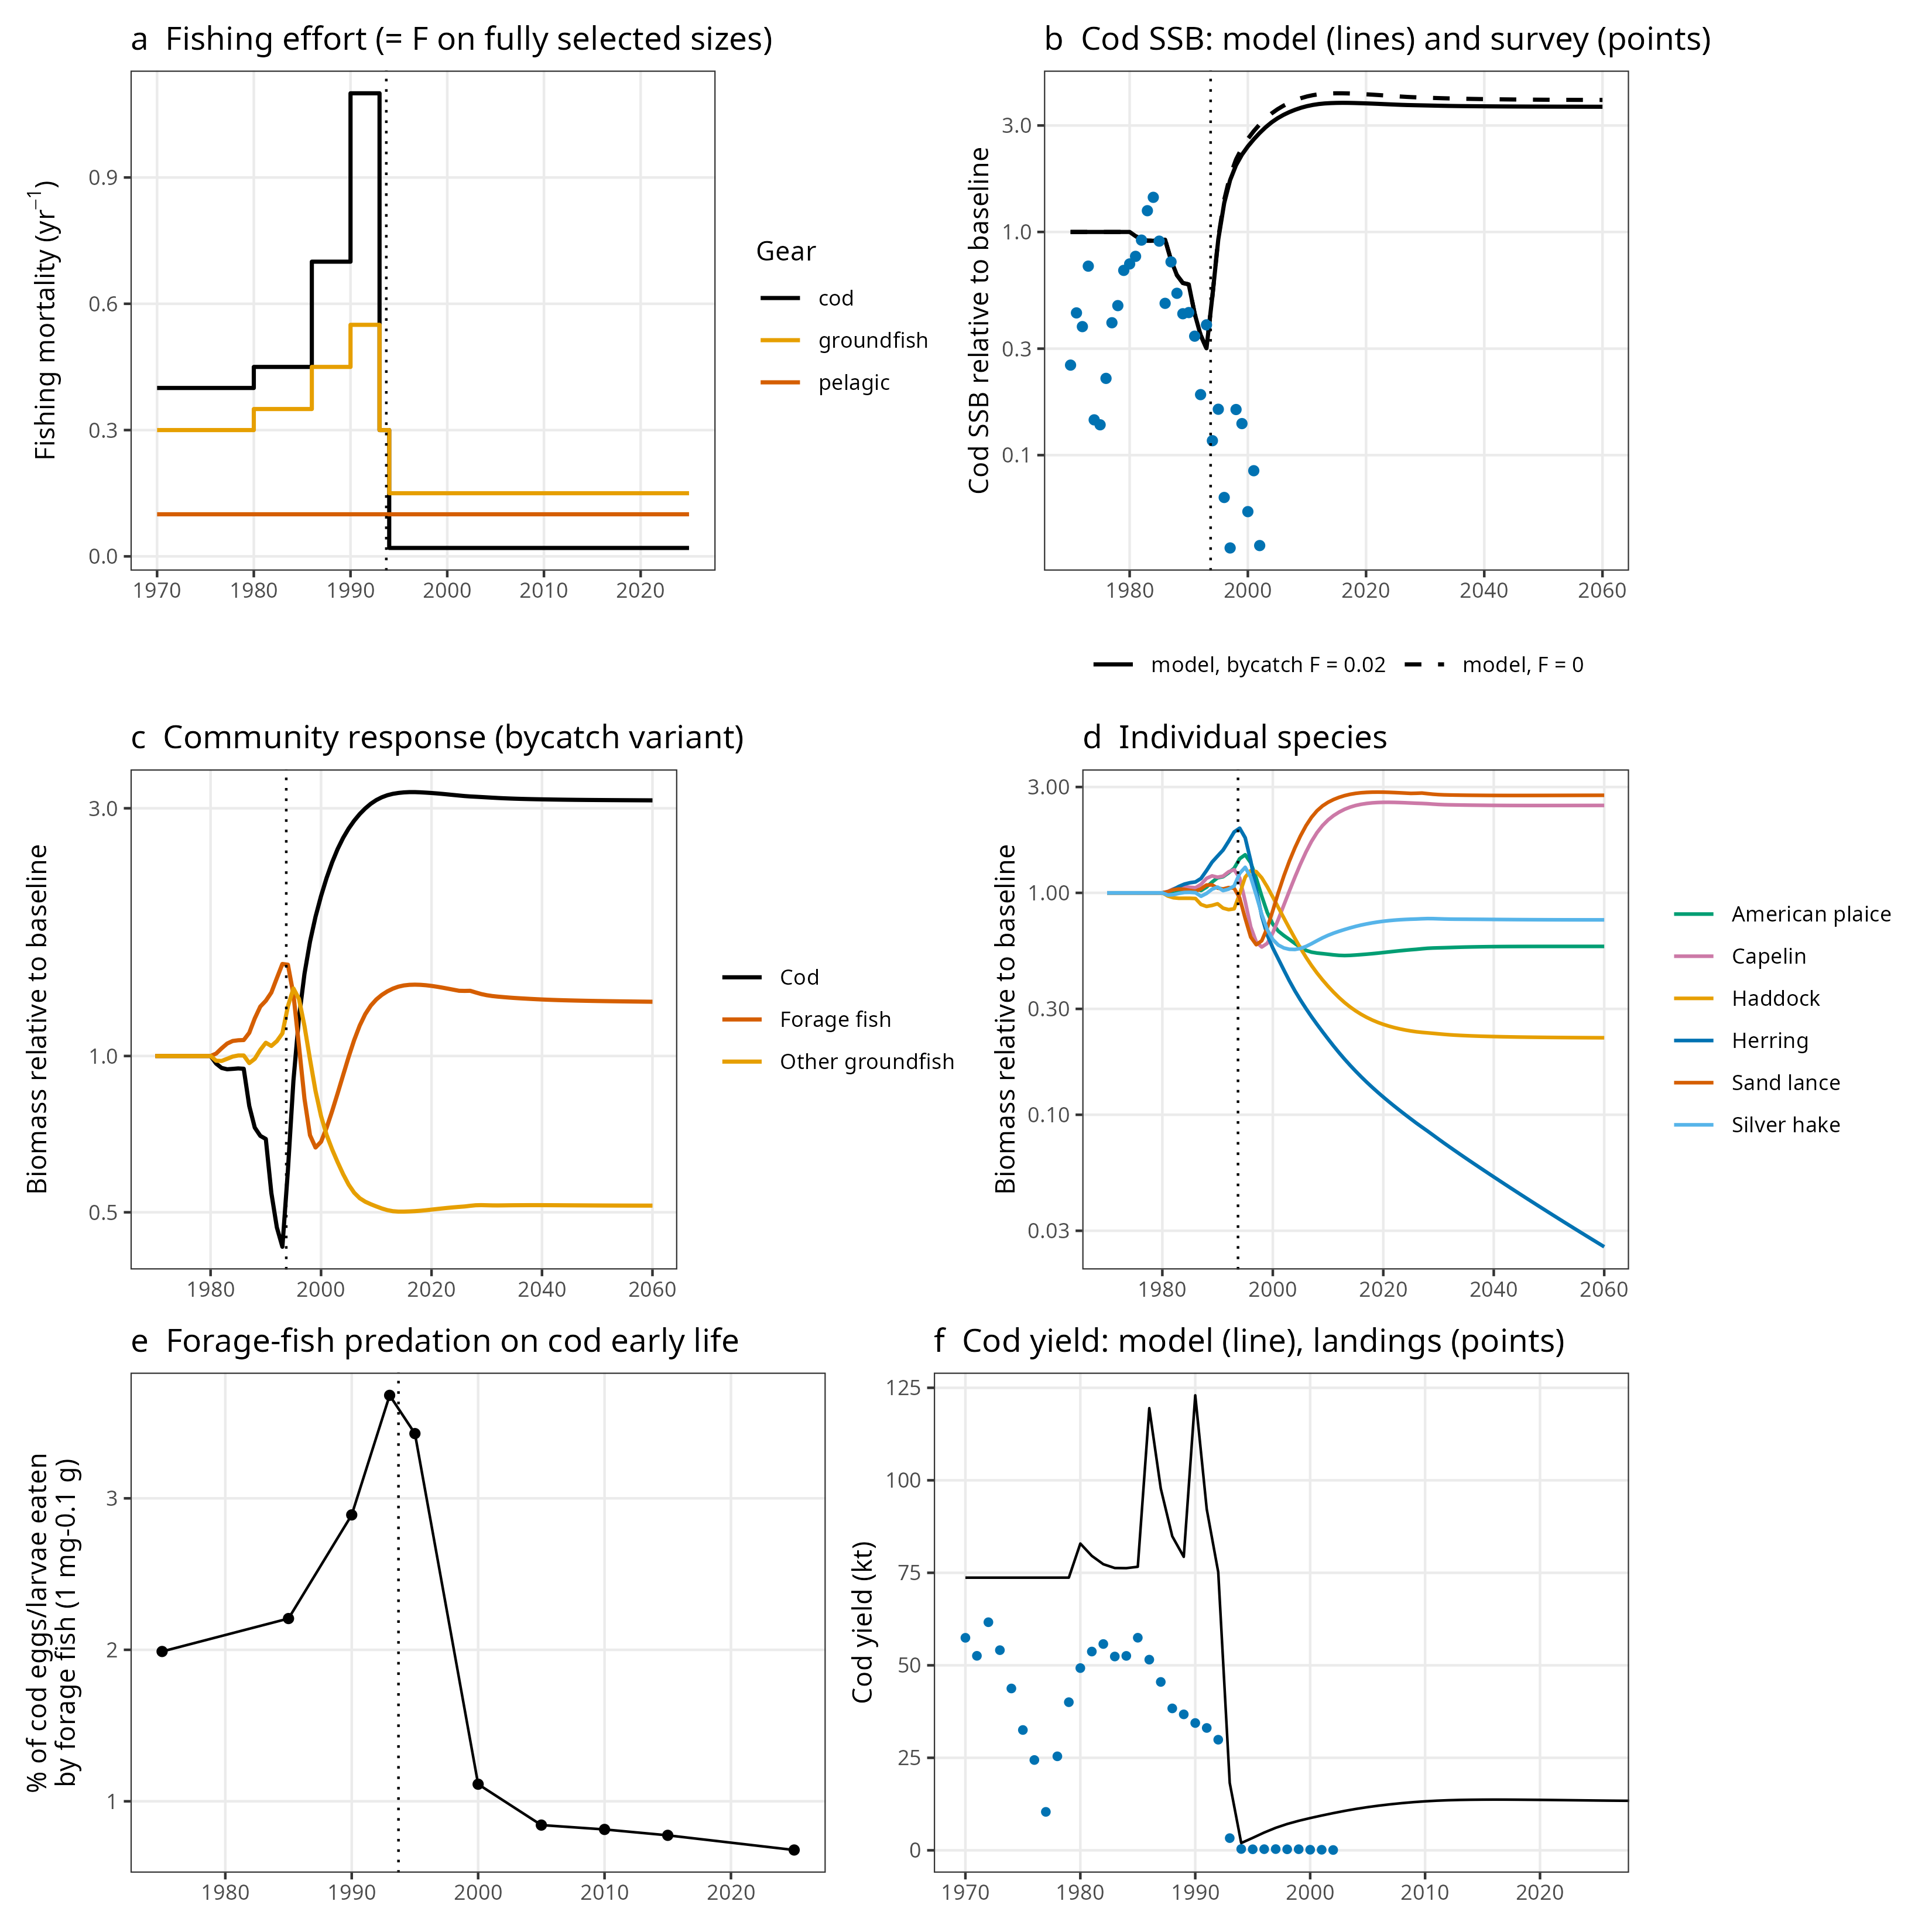 a Fishing effort (= F on fully selected sizes)
Fishing mortality (yr⁻¹)
0.9
0.6
0.3
0.0
1970 1980 1990 2000 2010 2020
Gear
cod
groundfish
pelagic
b Cod SSB: model (lines) and survey (points)
Cod SSB relative to baseline
3.0
1.0
0.3
0.1
1980 2000 2020 2040 2060
model, bycatch F = 0.02 model, F = 0
c Community response (bycatch variant)
Biomass relative to baseline
3.0
1.0
0.5
1980 2000 2020 2040 2060
Cod
Forage fish
Other groundfish
d Individual species
Biomass relative to baseline
3.00
1.00
0.30
0.10
0.03
1980 2000 2020 2040 2060
American plaice
Capelin
Haddock
Herring
Sand lance
Silver hake
e Forage-fish predation on cod early life
% of cod eggs/larvae eaten
by forage fish (1 mg-0.1 g)
3
2
1
1980 1990 2000 2010 2020
f Cod yield: model (line), landings (points)
Cod yield (kt)
125
100
75
50
25
0
1970 1980 1990 2000 2010 2020